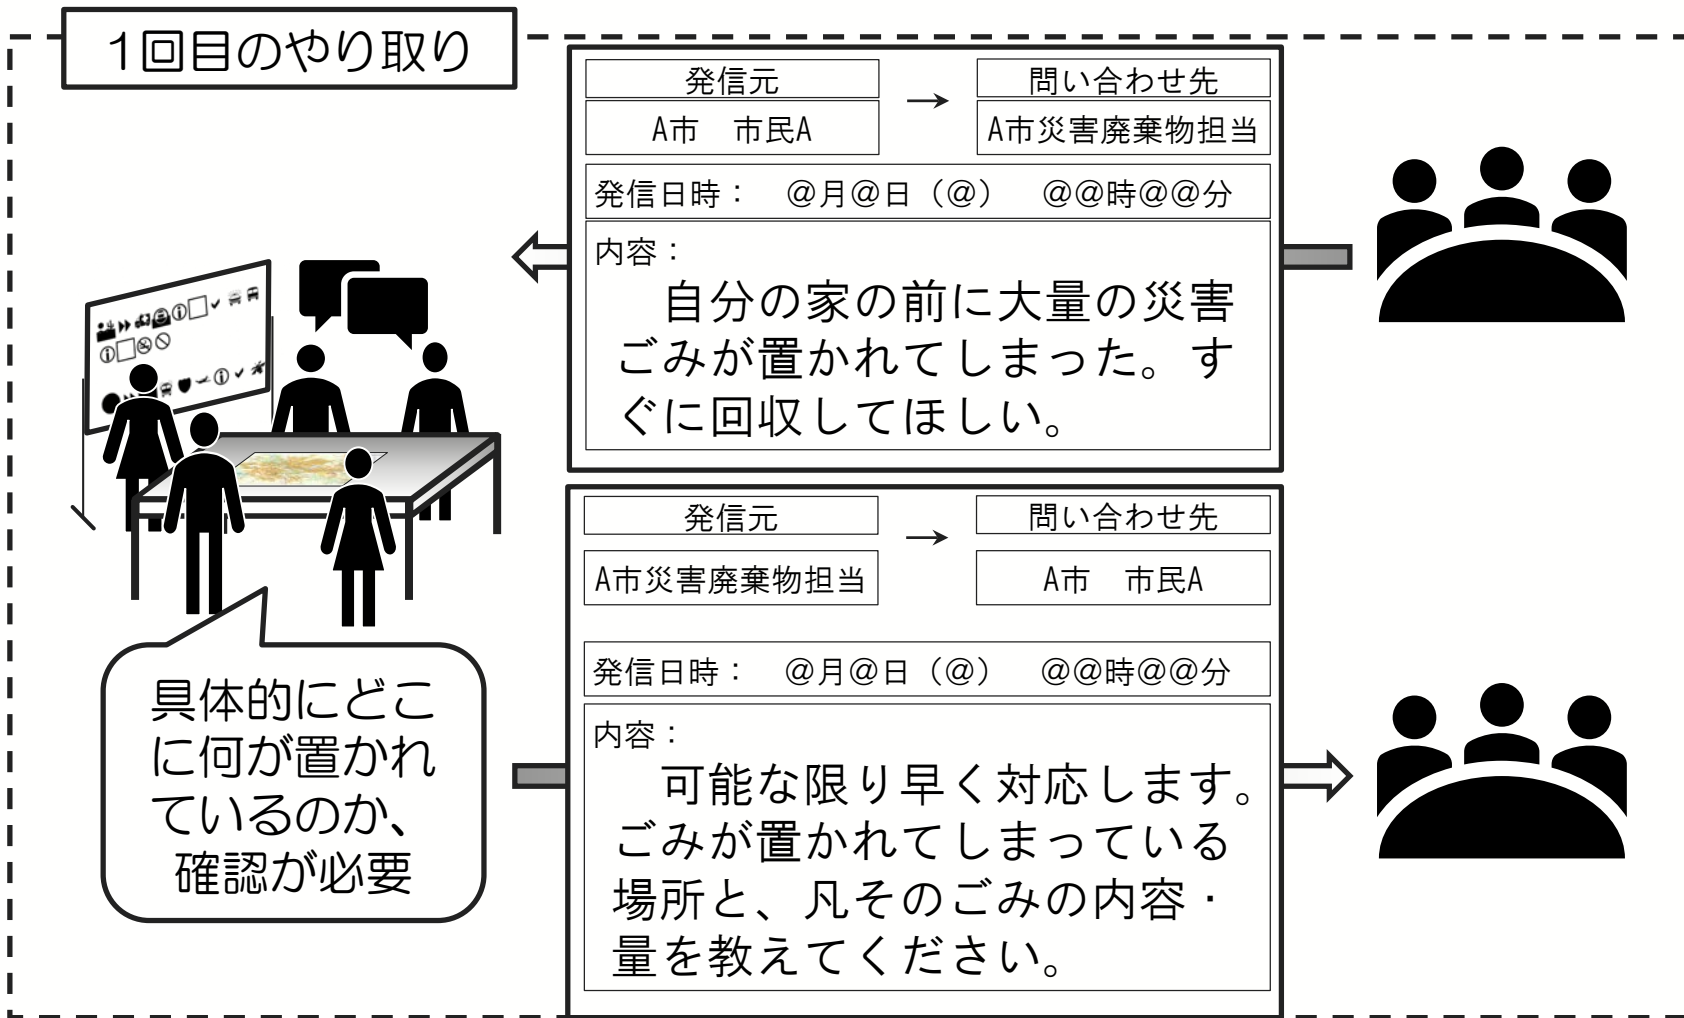 1回目のやり取り
発信元
→
問い合わせ先
A市　市民A
A市災害廃棄物担当
発信日時：　@月@日（@）　@@時@@分
内容：
自分の家の前に大量の災害
ごみが置かれてしまった。す
ぐに回収してほしい。
発信元
→
問い合わせ先
A市災害廃棄物担当
A市　市民A
発信日時：　@月@日（@）　@@時@@分
内容：
可能な限り早く対応します。
ごみが置かれてしまっている
場所と、凡そのごみの内容・
量を教えてください。
具体的にどこ
に何が置かれ
ているのか、
確認が必要